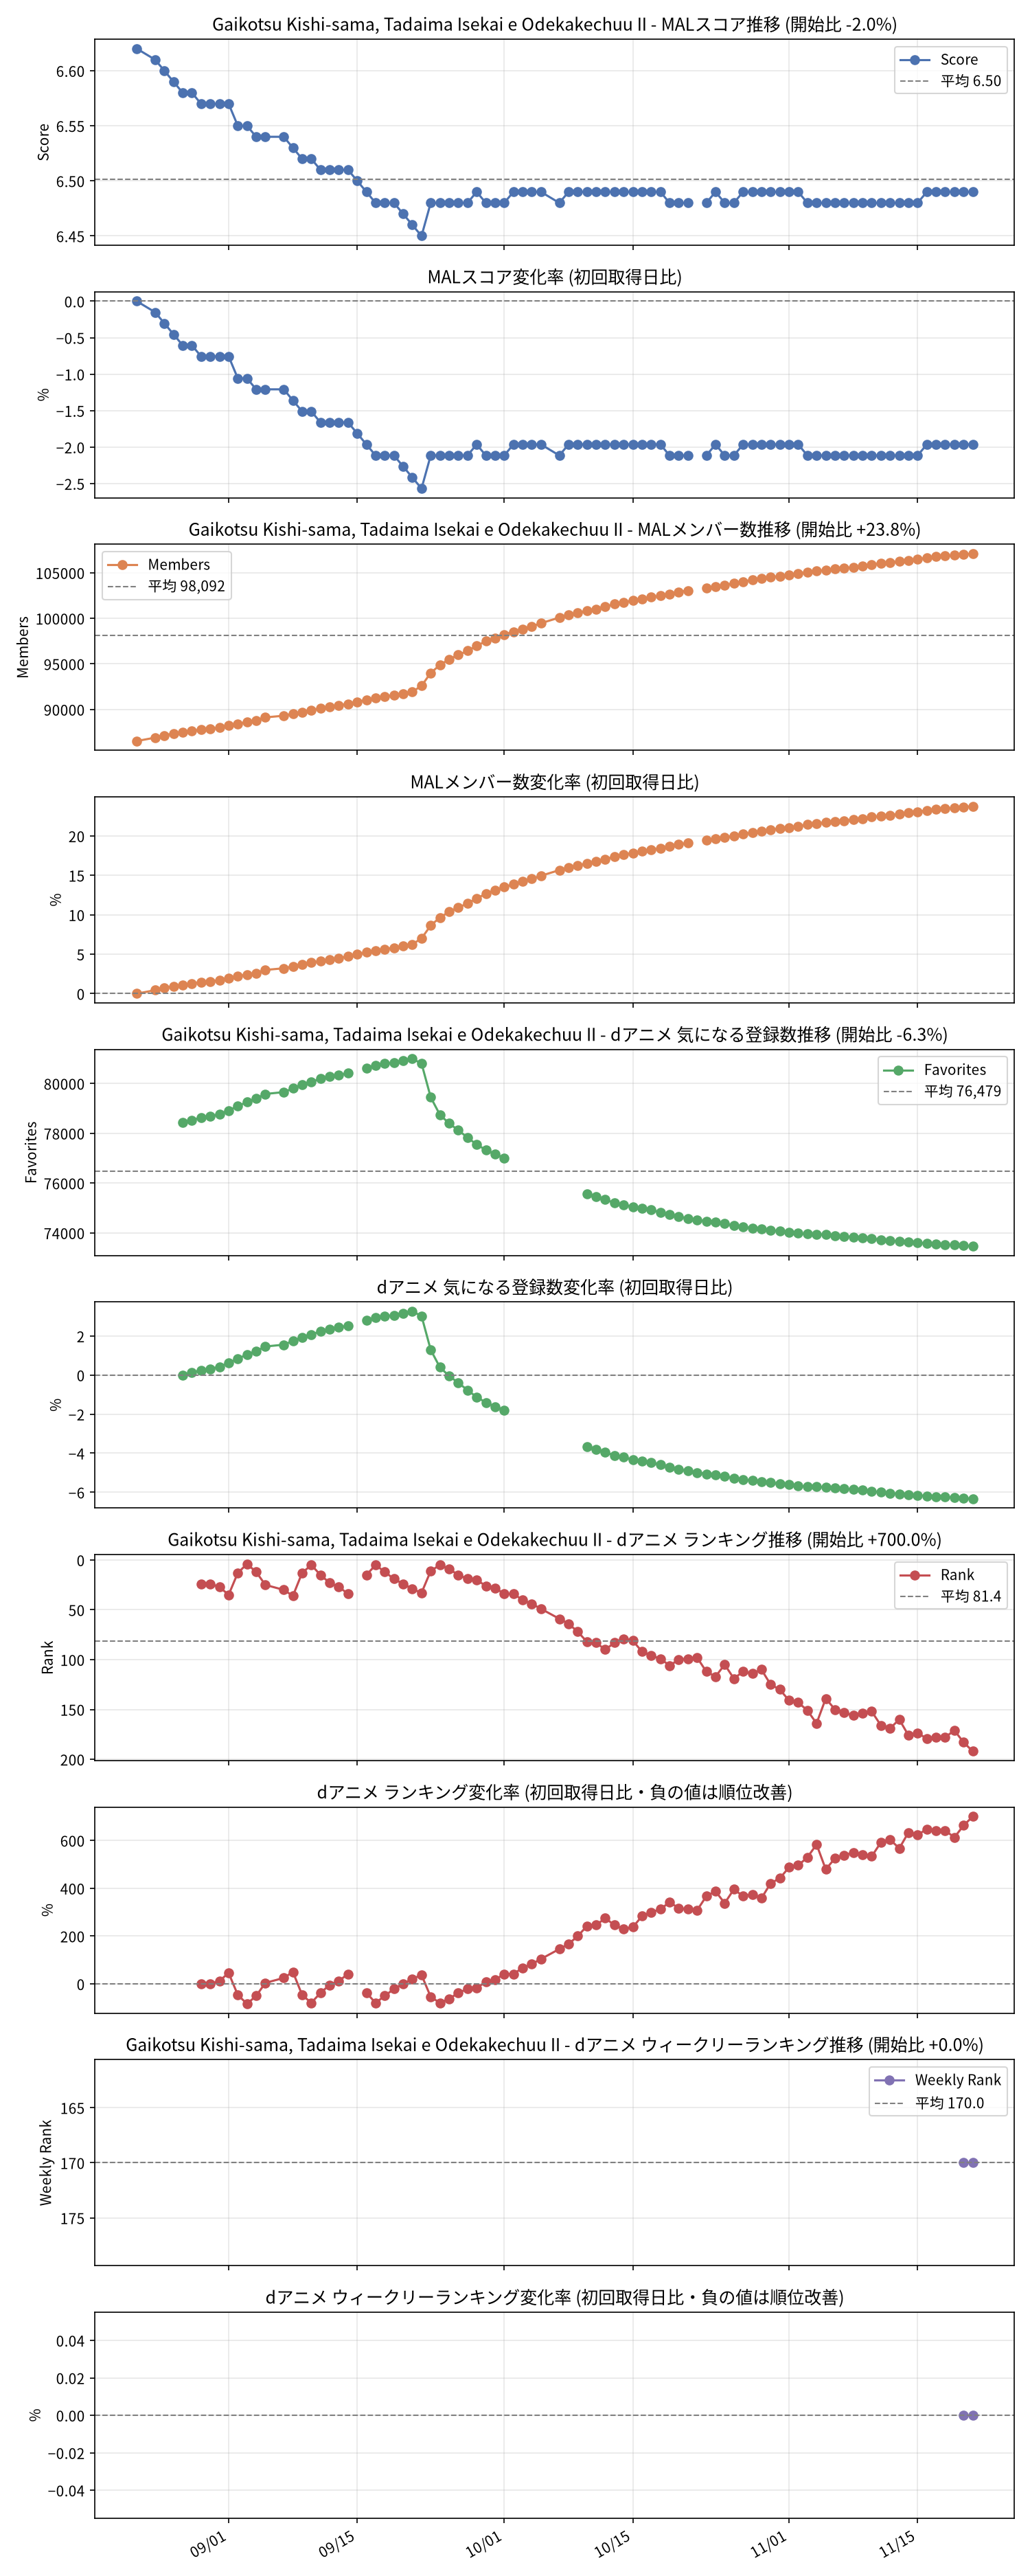 Gaikotsu Kishi-sama, Tadaima Isekai e Odekakechuu II - MALスコア推移 (開始比 -2.0%)
Score
平均 6.50
6.60
6.55
6.50
6.45
Score
MALスコア変化率 (初回取得日比)
0.0
−0.5
−1.0
−1.5
−2.0
−2.5
%
Gaikotsu Kishi-sama, Tadaima Isekai e Odekakechuu II - MALメンバー数推移 (開始比 +23.8%)
Members
平均 98,092
105000
100000
95000
90000
Members
MALメンバー数変化率 (初回取得日比)
20
15
10
5
0
%
Gaikotsu Kishi-sama, Tadaima Isekai e Odekakechuu II - dアニメ 気になる登録数推移 (開始比 -6.3%)
Favorites
平均 76,479
80000
78000
76000
74000
Favorites
dアニメ 気になる登録数変化率 (初回取得日比)
2
0
−2
−4
−6
%
Gaikotsu Kishi-sama, Tadaima Isekai e Odekakechuu II - dアニメ ランキング推移 (開始比 +700.0%)
Rank
平均 81.4
0
50
100
150
200
Rank
dアニメ ランキング変化率 (初回取得日比・負の値は順位改善)
600
400
200
0
%
Gaikotsu Kishi-sama, Tadaima Isekai e Odekakechuu II - dアニメ ウィークリーランキング推移 (開始比 +0.0%)
Weekly Rank
平均 170.0
165
170
175
Weekly Rank
dアニメ ウィークリーランキング変化率 (初回取得日比・負の値は順位改善)
0.04
0.02
0.00
−0.02
−0.04
%
09/01
09/15
10/01
10/15
11/01
11/15